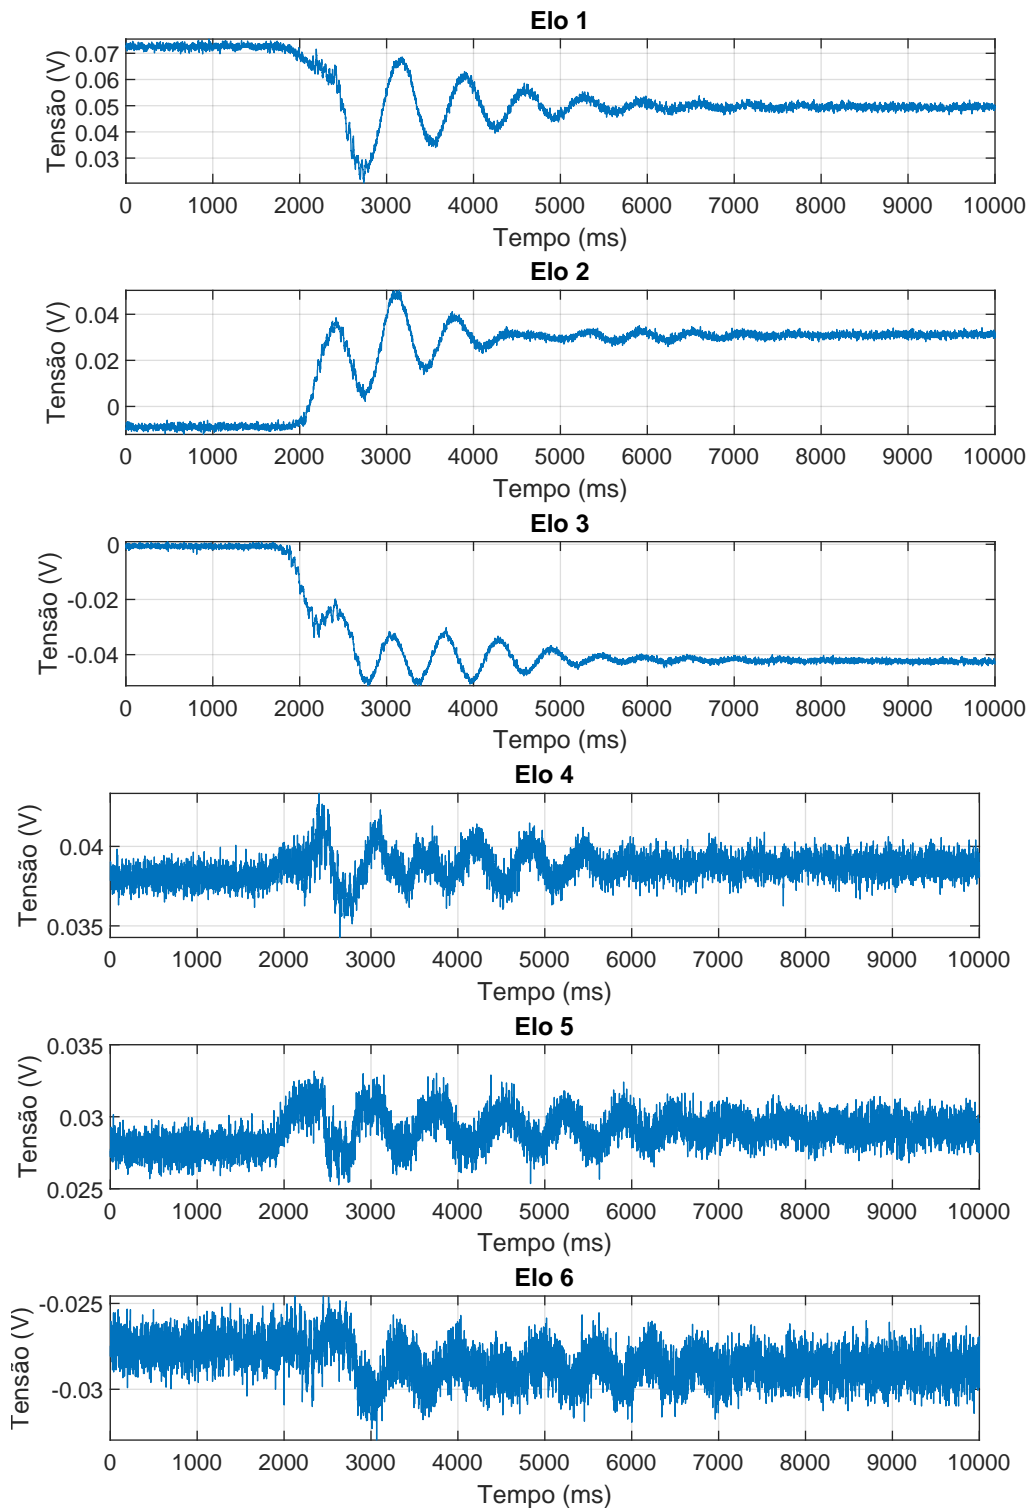 Elo 1
Tensão (V)
0.07
0.06
0.05
0.04
0.03
0 1000 2000 3000 4000 5000 6000 7000 8000 9000 10000
Tempo (ms)
Elo 2
Tensão (V)
0.04
0.02
0
0 1000 2000 3000 4000 5000 6000 7000 8000 9000 10000
Tempo (ms)
Elo 3
Tensão (V)
0
-0.02
-0.04
0 1000 2000 3000 4000 5000 6000 7000 8000 9000 10000
Tempo (ms)
Elo 4
Tensão (V)
0.04
0.035
0 1000 2000 3000 4000 5000 6000 7000 8000 9000 10000
Tempo (ms)
Elo 5
Tensão (V)
0.035
0.03
0.025
0 1000 2000 3000 4000 5000 6000 7000 8000 9000 10000
Tempo (ms)
Elo 6
Tensão (V)
-0.025
-0.03
0 1000 2000 3000 4000 5000 6000 7000 8000 9000 10000
Tempo (ms)